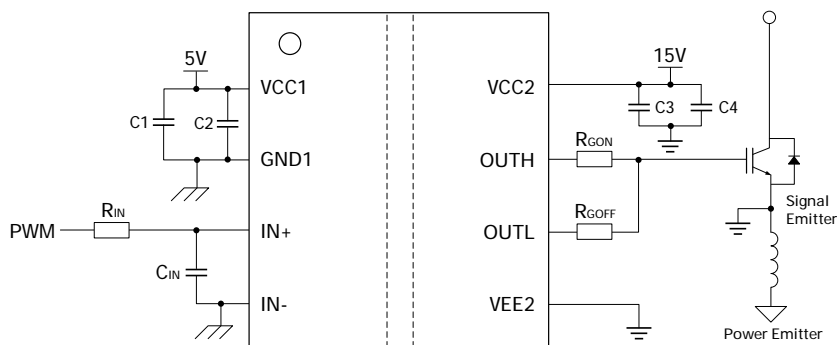 5V
15V
VCC1
VCC2
C1
C2
C3
C4
GND1
OUTH
RGON
RIN
RGOFF
Signal
Emitter
PWM
IN+
OUTL
CIN
IN-
VEE2
Power Emitter